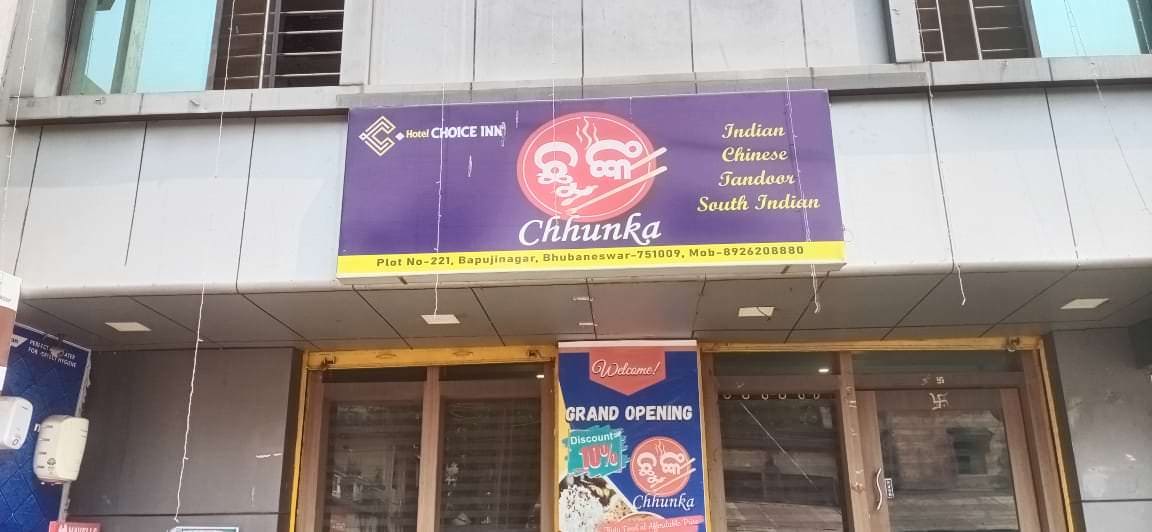 Hotel CHOICE INN
ଛୁଙ୍କ
Chhunka
Indian
Chinese
Tandoor
South Indian
Plot No-221, Bapujinagar, Bhubaneswar-751009, Mob-8926208880
Welcome!
GRAND OPENING
Discount
10%
ଛୁଙ୍କ
Chhunka
HAVELLS